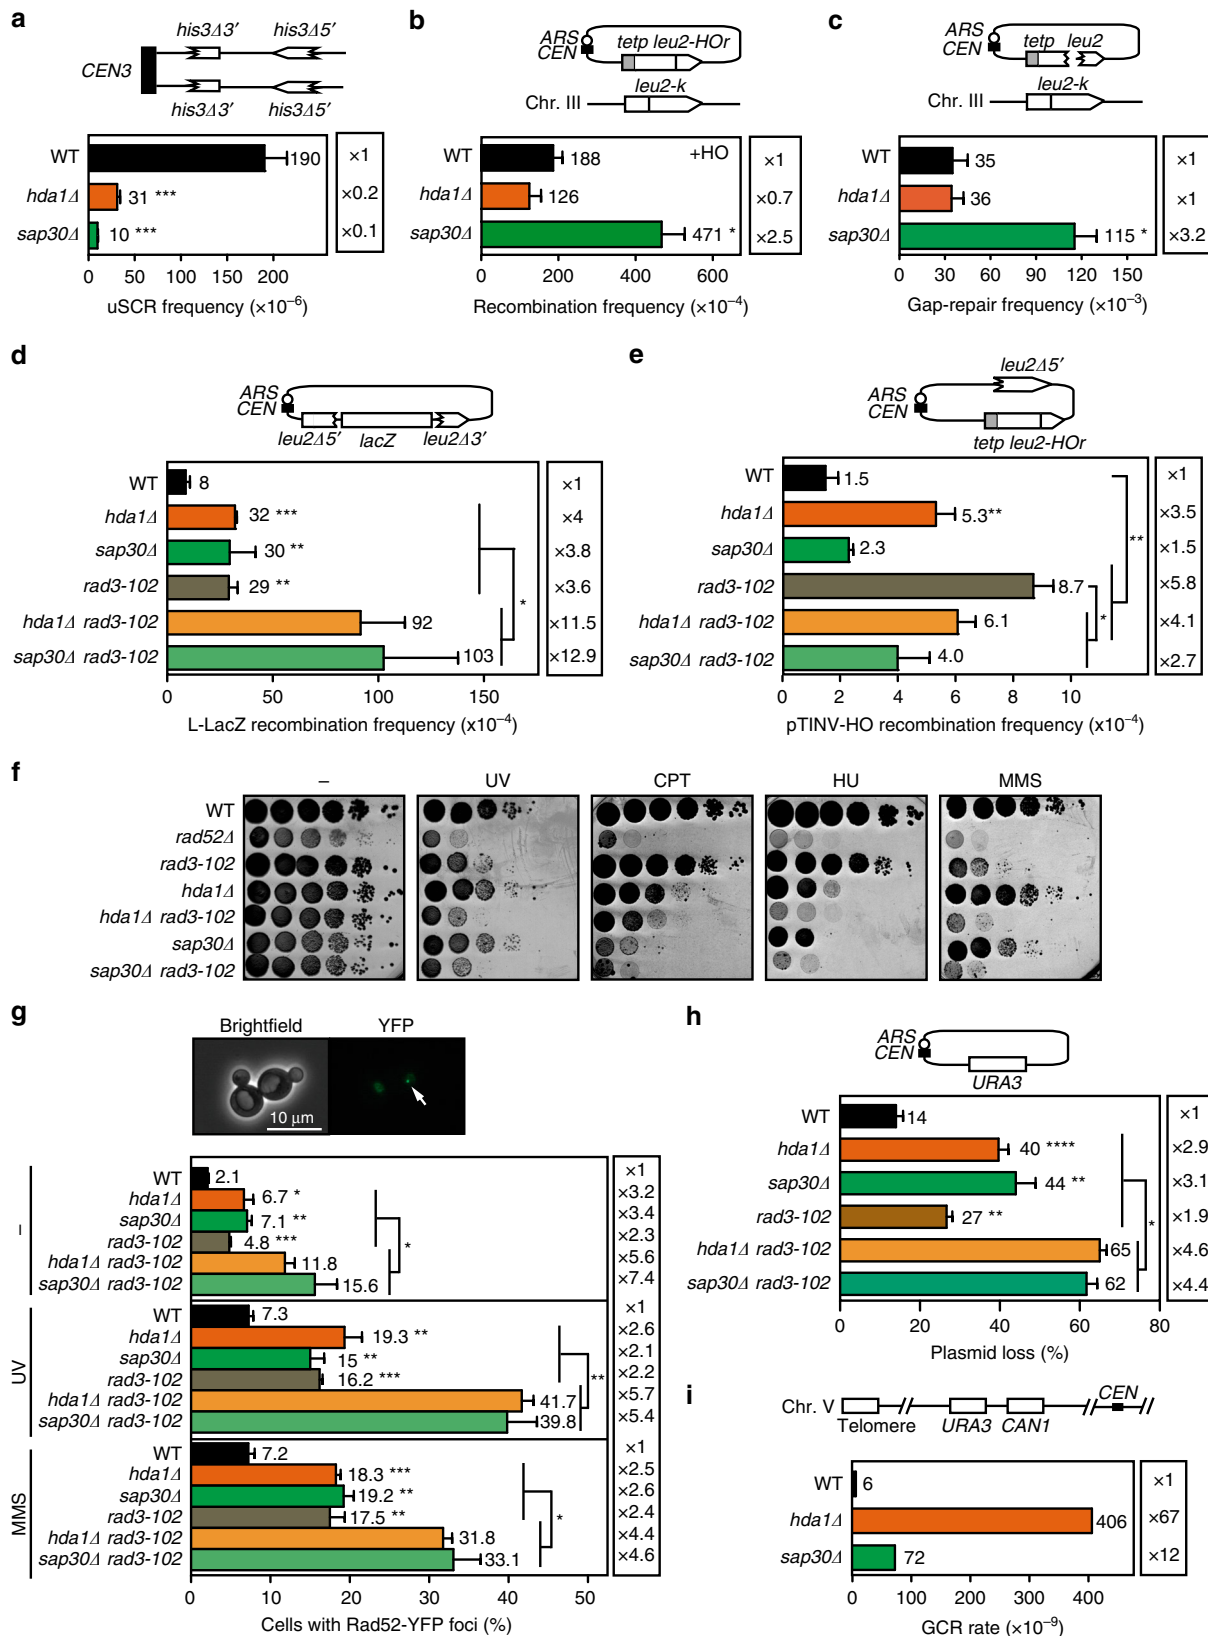 a
his3Δ3′ his3Δ5′
CEN3
his3Δ3′ his3Δ5′
WT 190 ×1
hda1Δ 31 *** ×0.2
sap30Δ 10 *** ×0.1
0 50 100 150 200
uSCR frequency (×10⁻⁶)
b
ARS
CEN
tetp leu2-HOr
leu2-k
Chr. III
+HO
WT 188 ×1
hda1Δ 126 ×0.7
sap30Δ 471 * ×2.5
0 200 400 600
Recombination frequency (×10⁻⁴)
c
ARS
CEN
tetp leu2
leu2-k
Chr. III
WT 35 ×1
hda1Δ 36 ×1
sap30Δ 115 * ×3.2
0 30 60 90 120 150
Gap-repair frequency (×10⁻³)
d
ARS
CEN
leu2Δ5′ lacZ leu2Δ3′
WT 8 ×1
hda1Δ 32 *** ×4
sap30Δ 30 ** ×3.8
rad3-102 29 ** ×3.6
hda1Δ rad3-102 92 ×11.5
sap30Δ rad3-102 103 ×12.9
*
0 50 100 150
L-LacZ recombination frequency (x10⁻⁴)
e
leu2Δ5′
ARS
CEN
tetp leu2-HOr
WT 1.5 ×1
hda1Δ 5.3** ×3.5
sap30Δ 2.3 ×1.5
rad3-102 8.7 ×5.8
hda1Δ rad3-102 6.1 ×4.1
sap30Δ rad3-102 4.0 ×2.7
*
**
0 2 4 6 8 10
pTINV-HO recombination frequency (×10⁻⁴)
f
– UV CPT HU MMS
WT
rad52Δ
rad3-102
hda1Δ
hda1Δ rad3-102
sap30Δ
sap30Δ rad3-102
g
Brightfield YFP
10 μm
–
WT 2.1 ×1
hda1Δ 6.7 * ×3.2
sap30Δ 7.1 ** ×3.4
rad3-102 4.8 *** ×2.3
hda1Δ rad3-102 11.8 ×5.6
sap30Δ rad3-102 15.6 ×7.4
*
UV
WT 7.3 ×1
hda1Δ 19.3 ** ×2.6
sap30Δ 15 ** ×2.1
rad3-102 16.2 *** ×2.2
hda1Δ rad3-102 41.7 ×5.7
sap30Δ rad3-102 39.8 ×5.4
**
MMS
WT 7.2 ×1
hda1Δ 18.3 *** ×2.5
sap30Δ 19.2 ** ×2.6
rad3-102 17.5 ** ×2.4
hda1Δ rad3-102 31.8 ×4.4
sap30Δ rad3-102 33.1 ×4.6
*
0 10 20 30 40 50
Cells with Rad52-YFP foci (%)
h
ARS
CEN
URA3
WT 14 ×1
hda1Δ 40 **** ×2.9
sap30Δ 44 ** ×3.1
rad3-102 27 ** ×1.9
hda1Δ rad3-102 65 ×4.6
sap30Δ rad3-102 62 ×4.4
*
0 20 40 60 80
Plasmid loss (%)
i
Chr. V
Telomere URA3 CAN1 CEN
WT 6 ×1
hda1Δ 406 ×67
sap30Δ 72 ×12
0 100 200 300 400
GCR rate (×10⁻⁹)